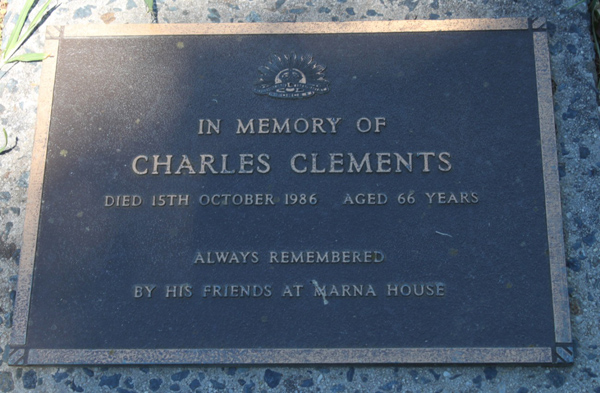 IN MEMORY OF
CHARLES CLEMENTS
DIED 15TH OCTOBER 1986 AGED 66 YEARS
ALWAYS REMEMBERED
BY HIS FRIENDS AT MARNA HOUSE